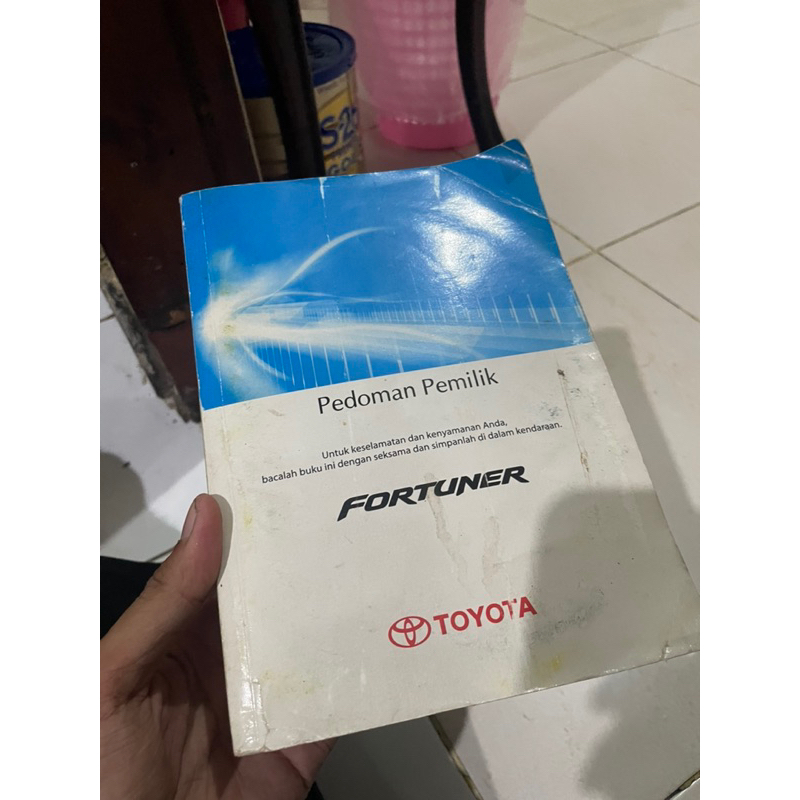 S-26
Pedoman Pemilik
Untuk keselamatan dan kenyamanan Anda,
bacalah buku ini dengan seksama dan simpanlah di dalam kendaraan.
FORTUNER
TOYOTA